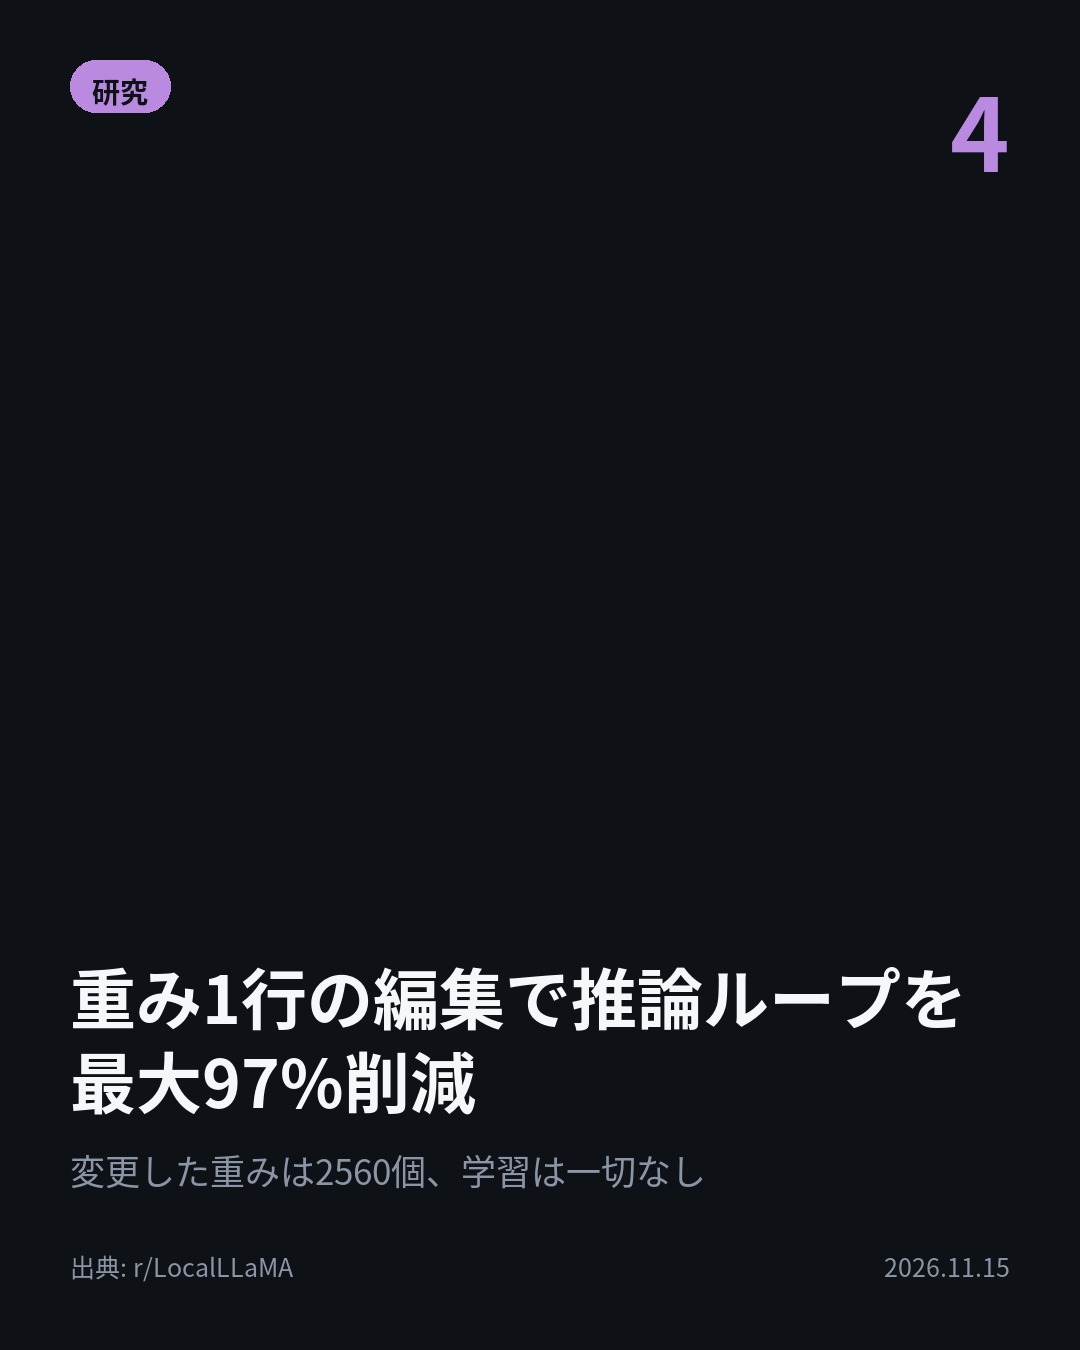 研究
4
重み1行の編集で推論ループを
最大97%削減
変更した重みは2560個、学習は一切なし
出典: r/LocalLLaMA
2026.11.15